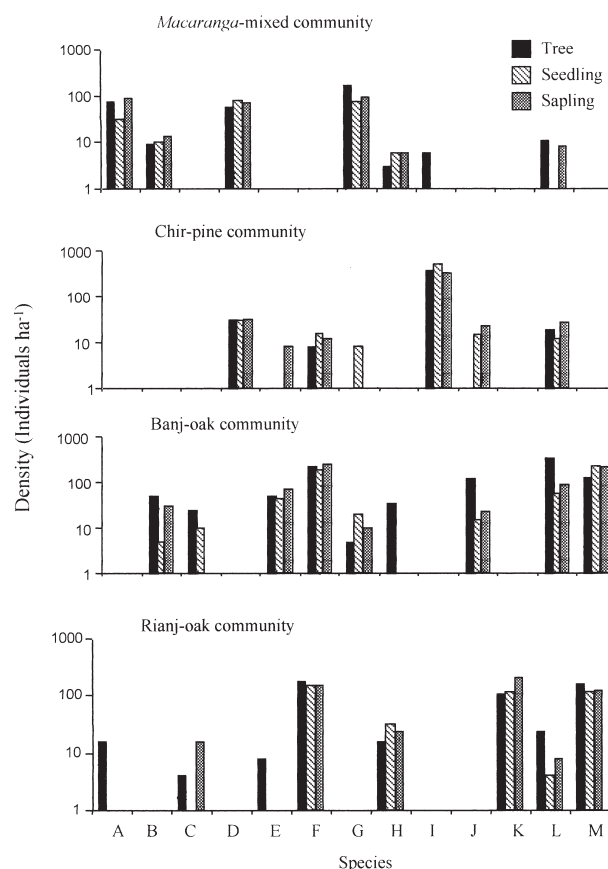 Macaranga-mixed community
Tree
Seedling
Sapling
1000
100
10
1
Chir-pine community
1000
100
10
1
Banj-oak community
1000
100
10
1
Rianj-oak community
1000
100
10
1
Density (Individuals ha-1)
A B C D E F G H I J K L M
Species